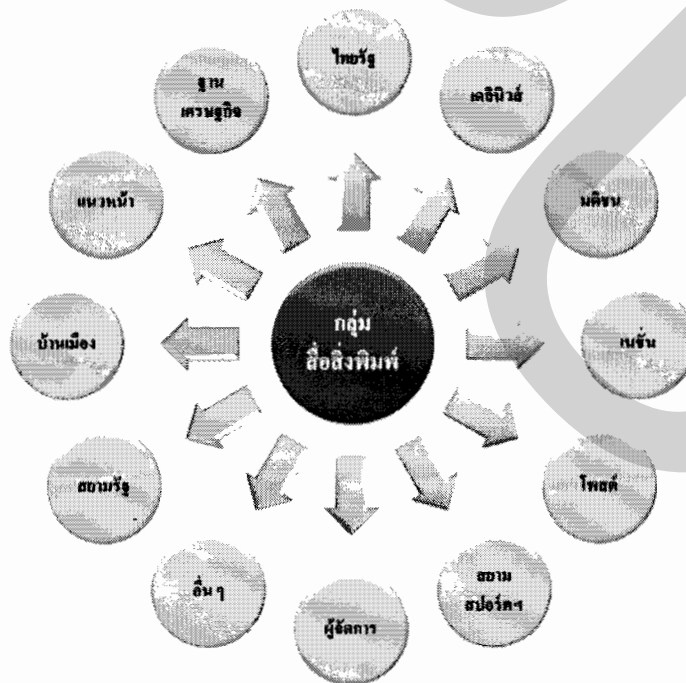 กลุ่ม
สื่อสิ่งพิมพ์
ไทยรัฐ
เดลินิวส์
มติชน
เนชั่น
โพสต์
สยาม
สปอร์ตฯ
ผู้จัดการ
อื่น ๆ
สยามรัฐ
บ้านเมือง
แนวหน้า
ฐาน
เศรษฐกิจ